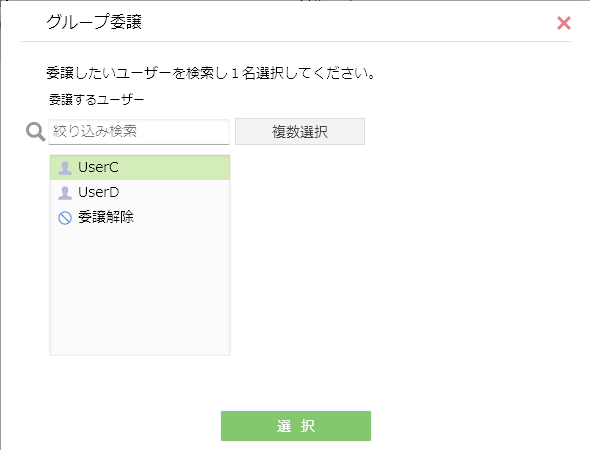 グループ委譲
委譲したいユーザーを検索し１名選択してください。
委譲するユーザー
絞り込み検索
複数選択
UserC
UserD
委譲解除
選 択